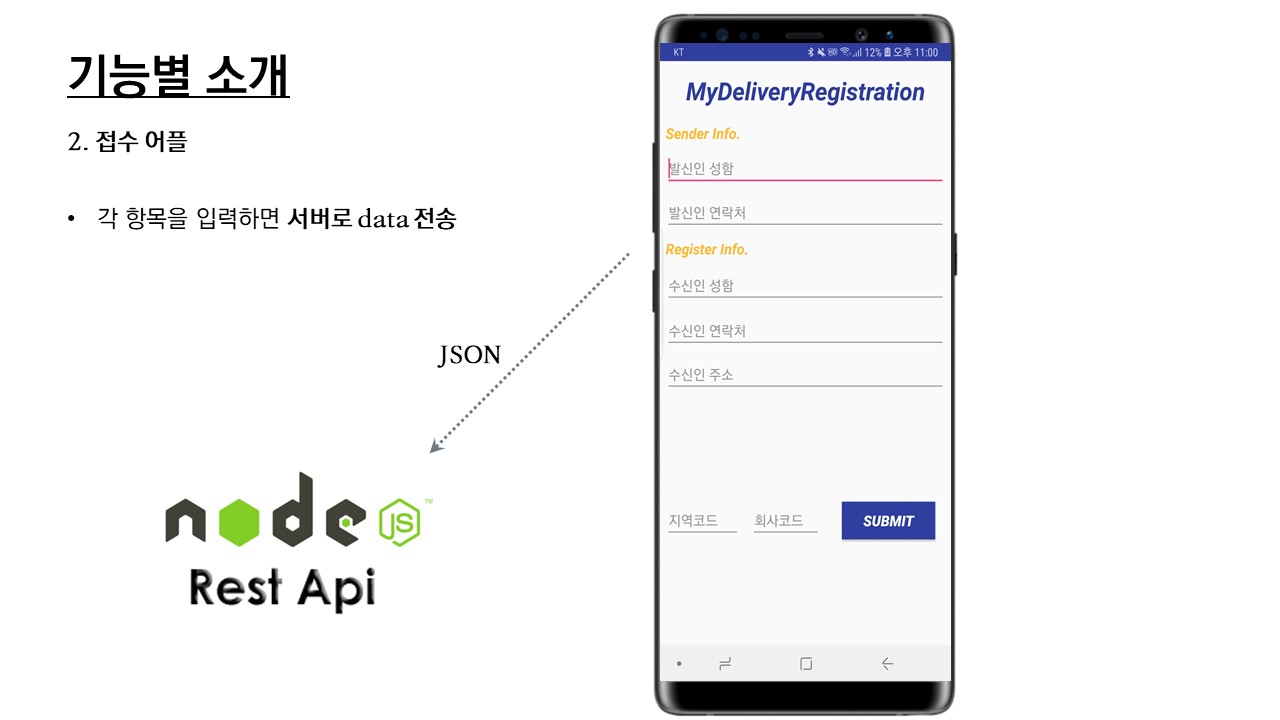 기능별 소개
2. 접수 어플
• 각 항목을 입력하면 서버로 data 전송
JSON
node JS ™
Rest Api
KT 12% 오후 11:00
MyDeliveryRegistration
Sender Info.
발신인 성함
발신인 연락처
Register Info.
수신인 성함
수신인 연락처
수신인 주소
지역코드 회사코드 SUBMIT